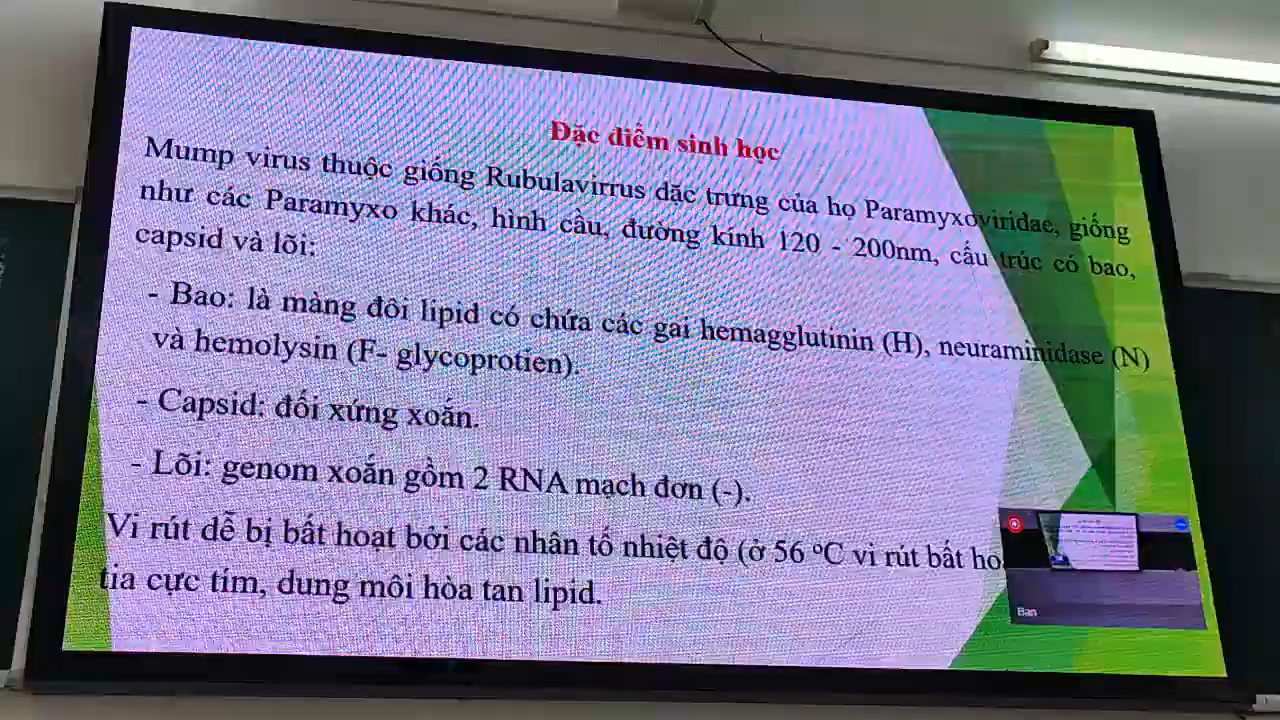 Đặc điểm sinh học
Mump virus thuộc giống Rubulavirrus dặc trưng của họ Paramyxoviridae, giống
như các Paramyxo khác, hình cầu, đường kính 120 - 200nm, cấu trúc có bao,
capsid và lõi:
- Bao: là màng đôi lipid có chứa các gai hemagglutinin (H), neuraminidase (N)
và hemolysin (F- glycoprotien).
- Capsid: đối xứng xoắn.
- Lõi: genom xoắn gồm 2 RNA mạch đơn (-).
Vi rút dễ bị bất hoạt bởi các nhân tố nhiệt độ (ở 56 ºC vi rút bất
tia cực tím, dung môi hòa tan lipid.
Ban